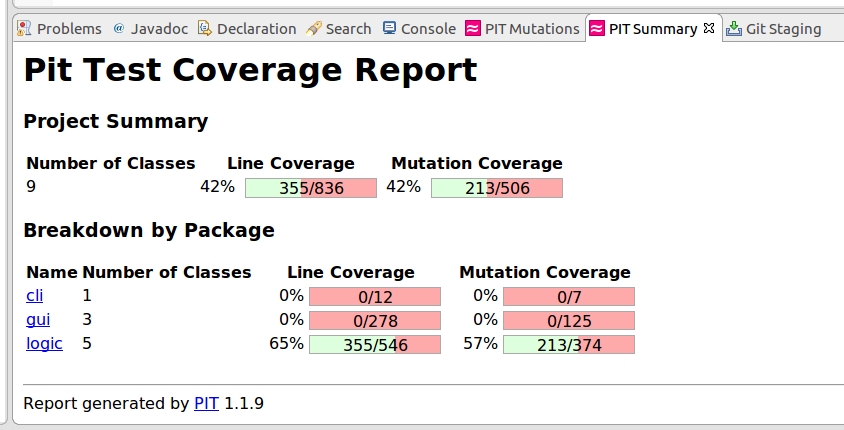 Problems @ Javadoc Declaration Search Console PIT Mutations PIT Summary Git Staging
Pit Test Coverage Report
Project Summary
Number of Classes Line Coverage Mutation Coverage
9 42% 355/836 42% 213/506
Breakdown by Package
Name Number of Classes Line Coverage Mutation Coverage
cli 1 0% 0/12 0% 0/7
gui 3 0% 0/278 0% 0/125
logic 5 65% 355/546 57% 213/374
Report generated by PIT 1.1.9